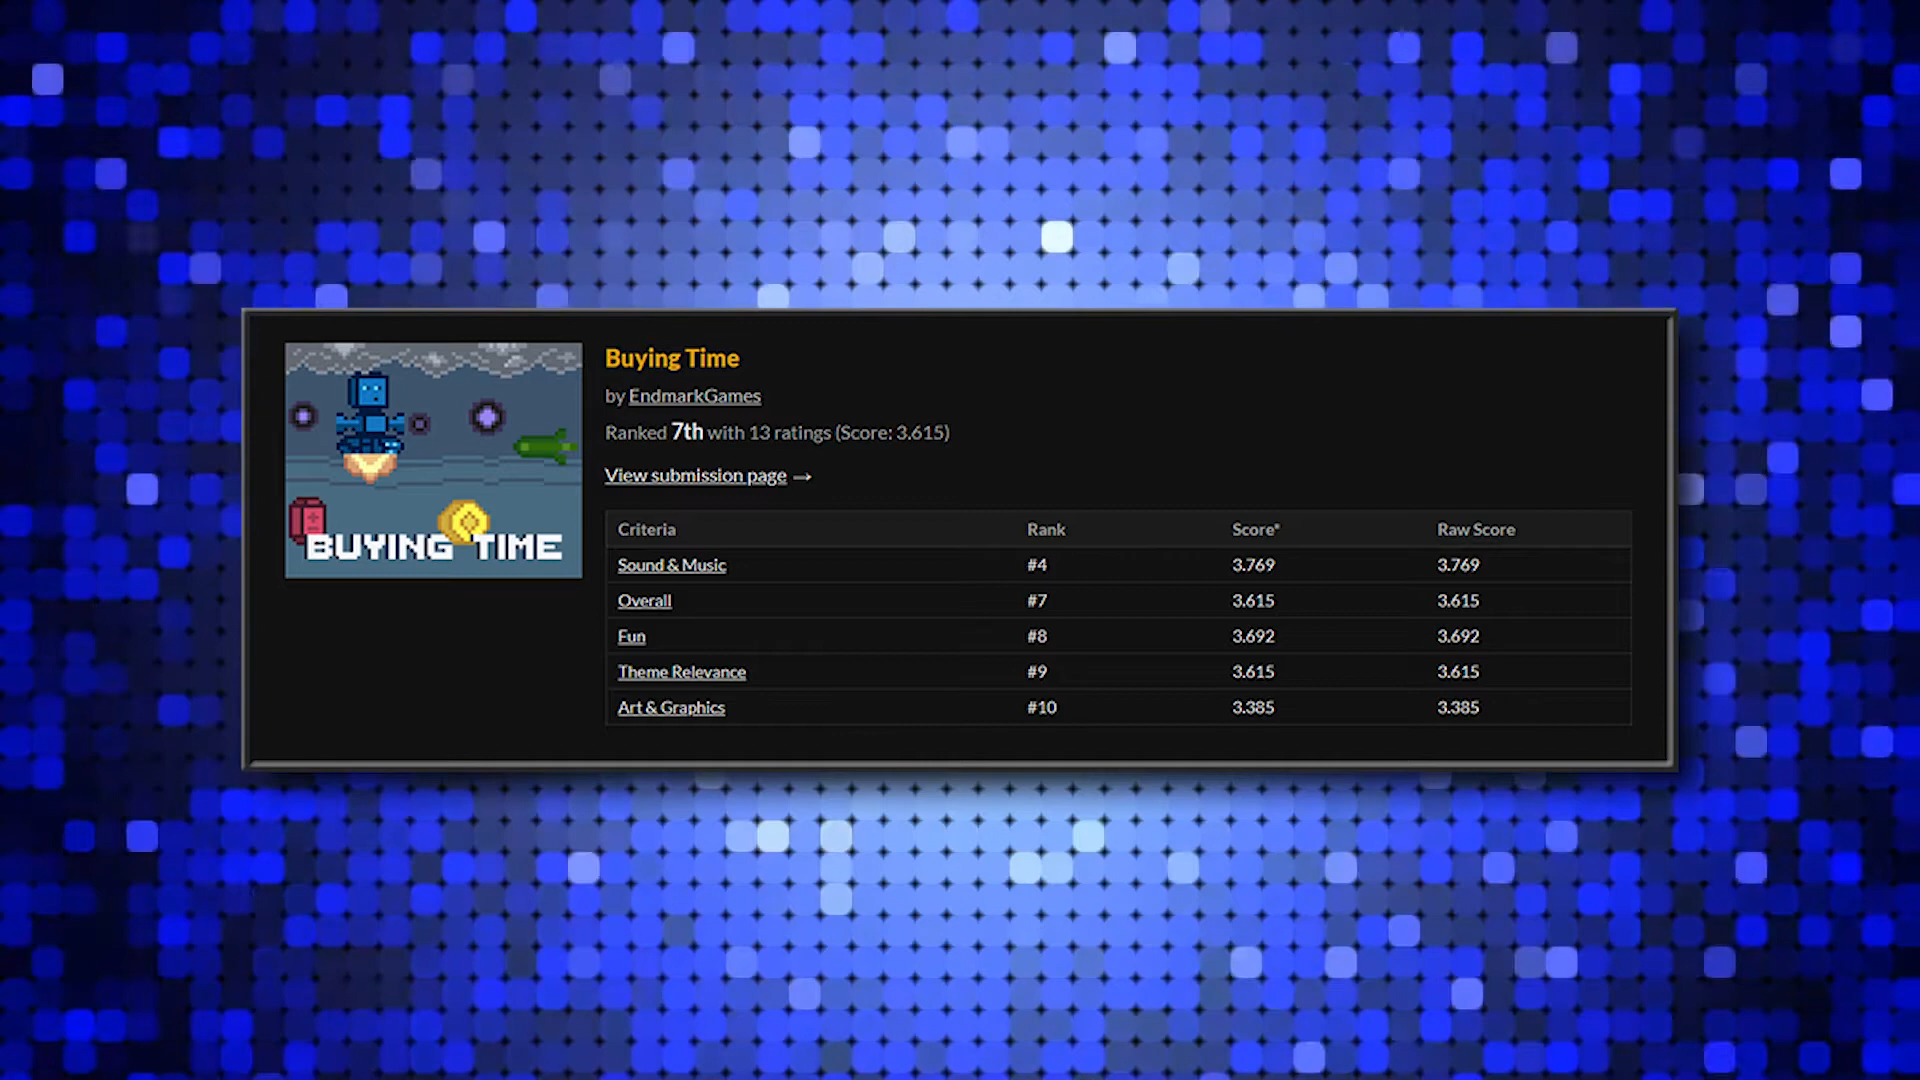 Buying Time
by EndmarkGames
Ranked 7th with 13 ratings (Score: 3.615)
View submission page →
BUYING TIME
Criteria Rank Score* Raw Score
Sound & Music #4 3.769 3.769
Overall #7 3.615 3.615
Fun #8 3.692 3.692
Theme Relevance #9 3.615 3.615
Art & Graphics #10 3.385 3.385